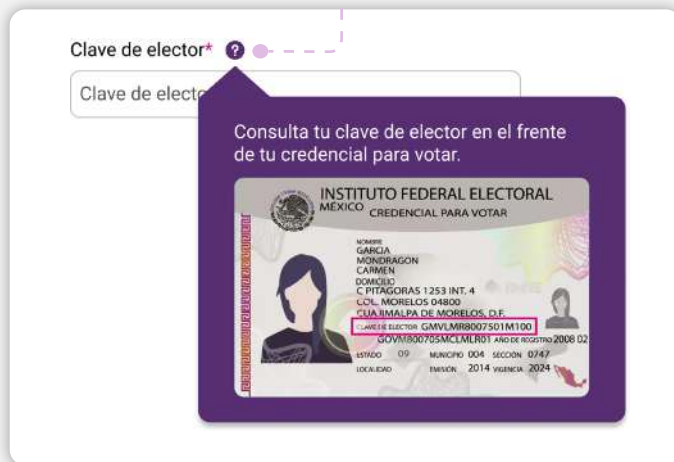 Clave de elector* ?
Clave de elect
Consulta tu clave de elector en el frente
de tu credencial para votar.
INSTITUTO FEDERAL ELECTORAL
MÉXICO CREDENCIAL PARA VOTAR
NOMBRE
GARCIA
MONDRAGON
CARMEN
DOMICILIO
C PITAGORAS 1253 INT. 4
COL. MORELOS 04800
CUAJIMALPA DE MORELOS, D.F.
CLAVE DE ELECTOR GMVLMR8007501M100
GOVM800705MCLMLR01 AÑO DE REGISTRO 2008 02
ESTADO 09 MUNICIPIO 004 SECCIÓN 0747
LOCALIDAD EMISIÓN 2014 VIGENCIA 2024